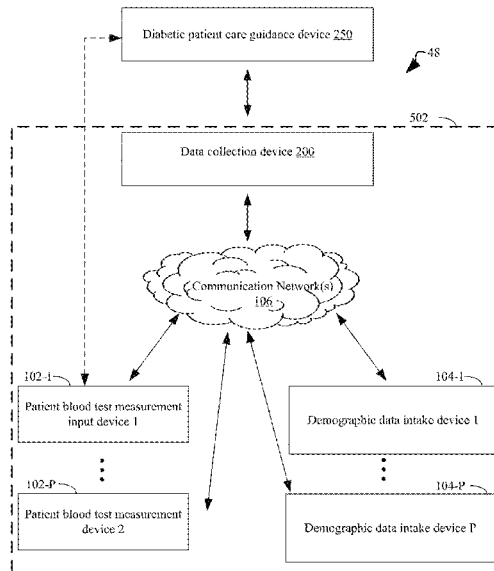 Diabetic patient care guidance device 250
48
502
Data collection device 200
Communication Network(s)
106
102-1
Patient blood test measurement
input device 1
104-1
Demographic data intake device 1
102-P
Patient blood test measurement
device 2
104-P
Demographic data intake device P